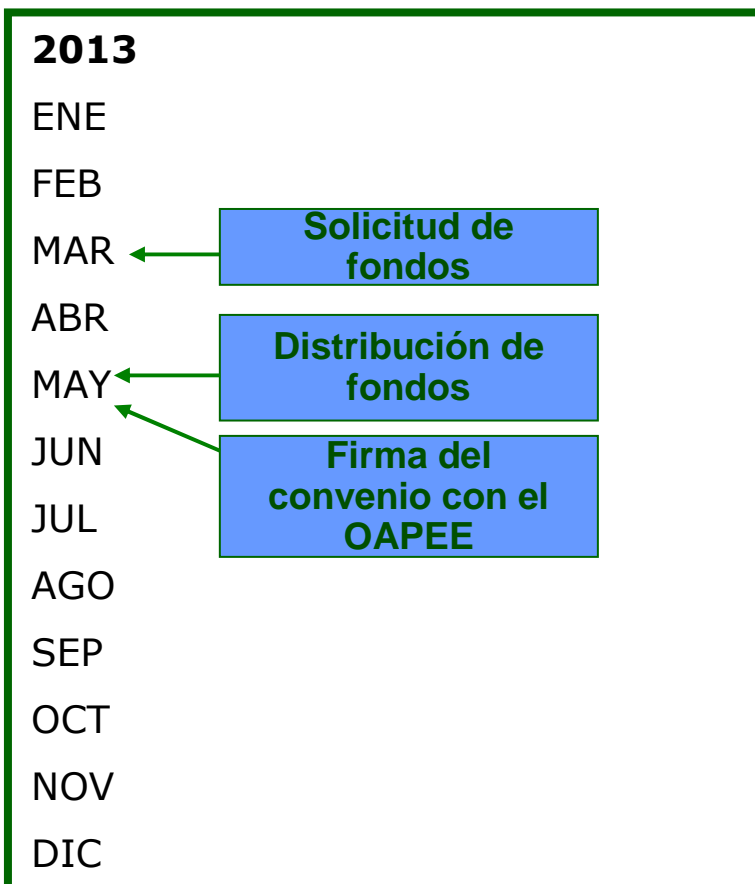 2013
ENE
FEB
MAR
Solicitud de
fondos
ABR
MAY
Distribución de
fondos
JUN
Firma del
convenio con el
OAPEE
JUL
AGO
SEP
OCT
NOV
DIC